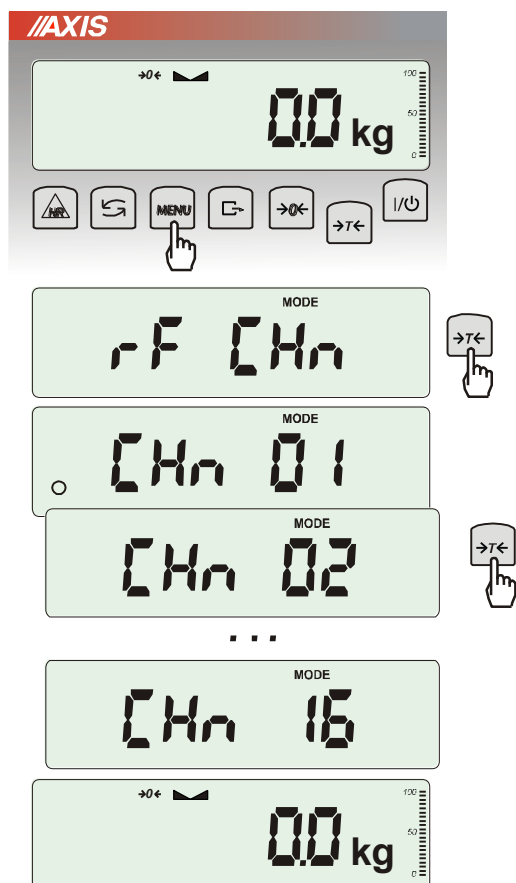 //AXIS
→0← 100
50
0.0 kg
0
HR MENU →0← →T← I/⏻
MODE
rF CHn →T←
MODE
CHn 01
MODE
CHn 02 →T←
...
MODE
CHn 16
→0← 100
50
0.0 kg
0